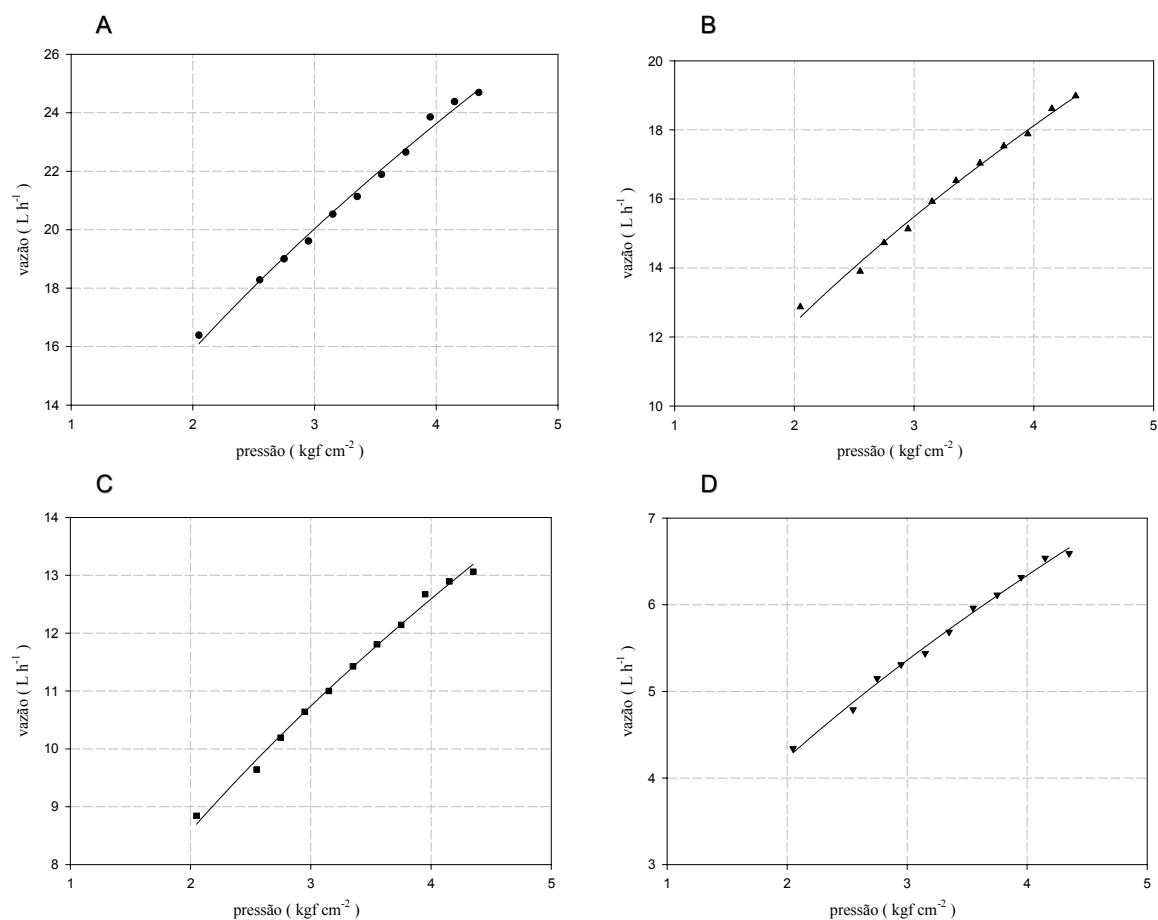 A
26
24
22
20
18
16
14
vazão ( L h⁻¹ )
1 2 3 4 5
pressão ( kgf cm⁻² )
B
20
18
16
14
12
10
vazão ( L h⁻¹ )
1 2 3 4 5
pressão ( kgf cm⁻² )
C
14
13
12
11
10
9
8
vazão ( L h⁻¹ )
1 2 3 4 5
pressão ( kgf cm⁻² )
D
7
6
5
4
3
vazão ( L h⁻¹ )
1 2 3 4 5
pressão ( kgf cm⁻² )